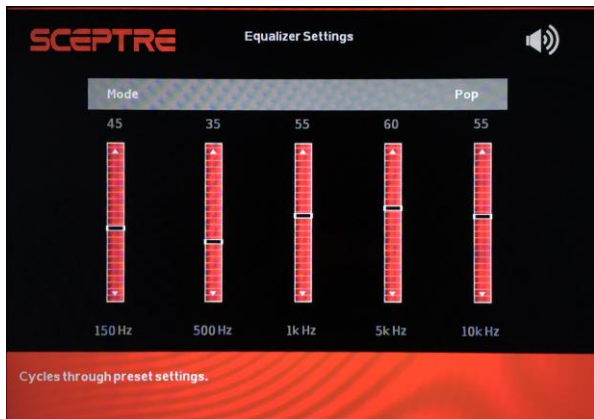 SCEPTRE
Equalizer Settings
Mode Pop
45 35 55 60 55
150 Hz 500 Hz 1k Hz 5k Hz 10k Hz
Cycles through preset settings.